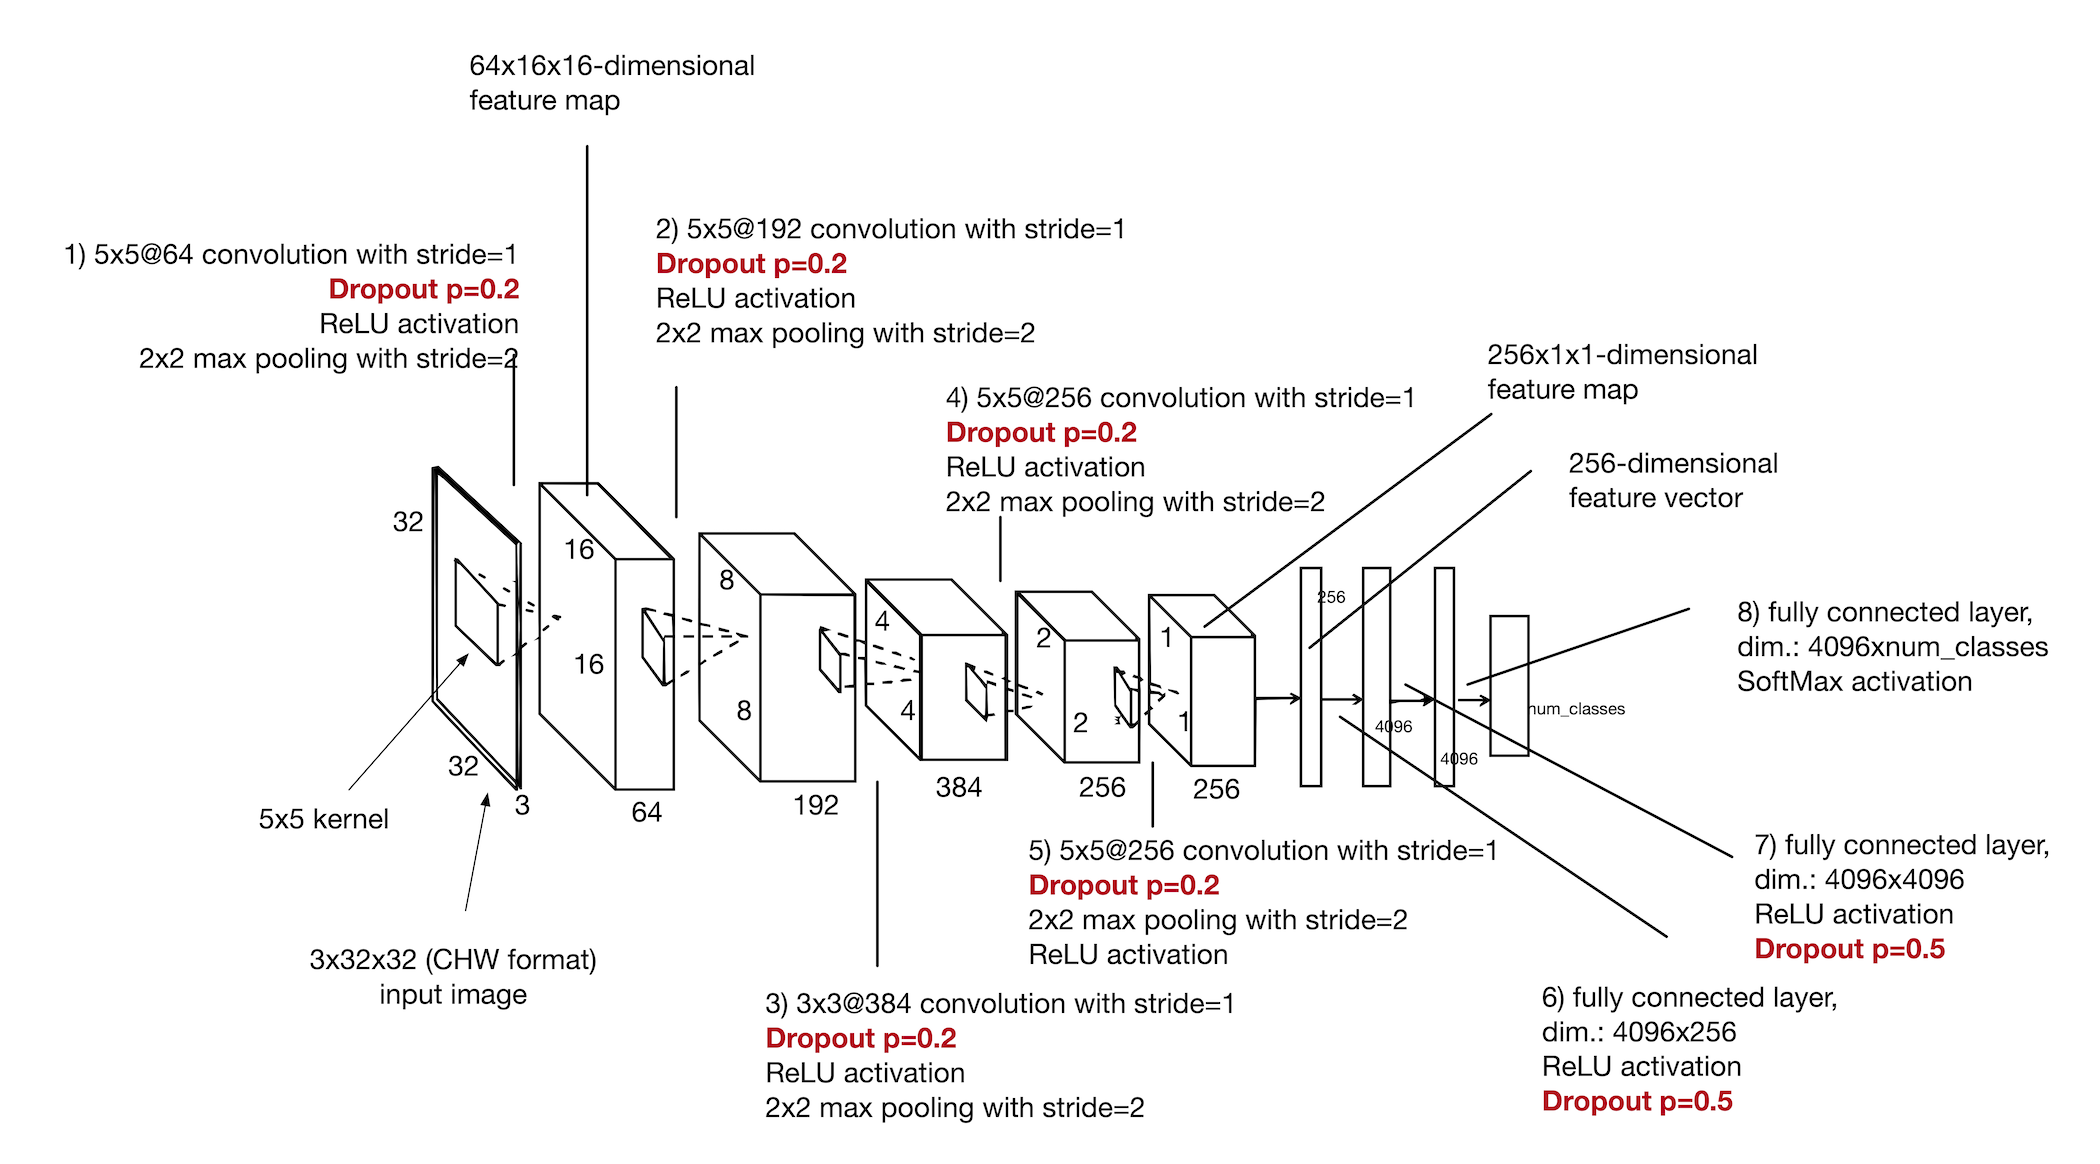 64x16x16-dimensional
feature map
1) 5x5@64 convolution with stride=1
Dropout p=0.2
ReLU activation
2x2 max pooling with stride=2
2) 5x5@192 convolution with stride=1
Dropout p=0.2
ReLU activation
2x2 max pooling with stride=2
4) 5x5@256 convolution with stride=1
Dropout p=0.2
ReLU activation
2x2 max pooling with stride=2
256x1x1-dimensional
feature map
256-dimensional
feature vector
8) fully connected layer,
dim.: 4096xnum_classes
SoftMax activation
32
32
3
16
16
64
8
8
192
4
4
384
2
2
256
1
1
256
256
4096
4096
num_classes
5x5 kernel
3x32x32 (CHW format)
input image
5) 5x5@256 convolution with stride=1
Dropout p=0.2
2x2 max pooling with stride=2
ReLU activation
3) 3x3@384 convolution with stride=1
Dropout p=0.2
ReLU activation
2x2 max pooling with stride=2
7) fully connected layer,
dim.: 4096x4096
ReLU activation
Dropout p=0.5
6) fully connected layer,
dim.: 4096x256
ReLU activation
Dropout p=0.5